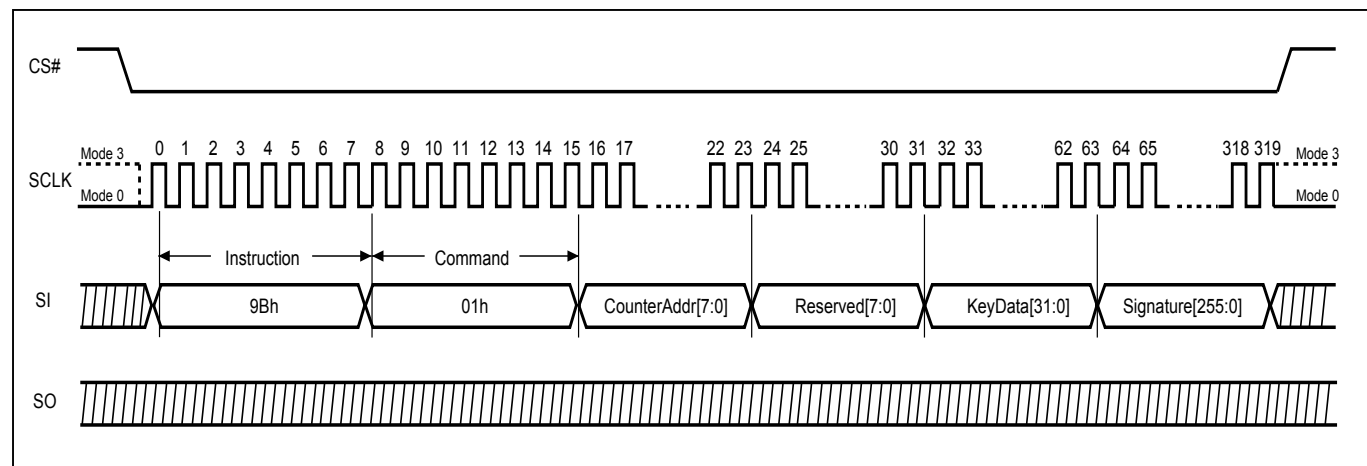 CS#
0 1 2 3 4 5 6 7 8 9 10 11 12 13 14 15 16 17 22 23 24 25 30 31 32 33 62 63 64 65 318 319
Mode 3 Mode 3
SCLK
Mode 0 Mode 0
Instruction Command
SI 9Bh 01h CounterAddr[7:0] Reserved[7:0] KeyData[31:0] Signature[255:0]
SO